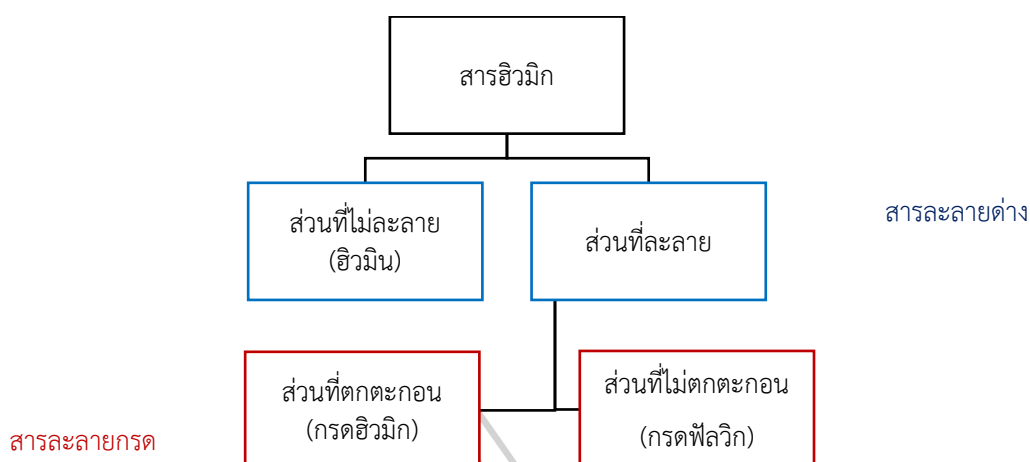 สารฮิวมิก
ส่วนที่ไม่ละลาย
(ฮิวมิน)
ส่วนที่ละลาย
สารละลายด่าง
ส่วนที่ตกตะกอน
(กรดฮิวมิก)
ส่วนที่ไม่ตกตะกอน
(กรดฟัลวิก)
สารละลายกรด